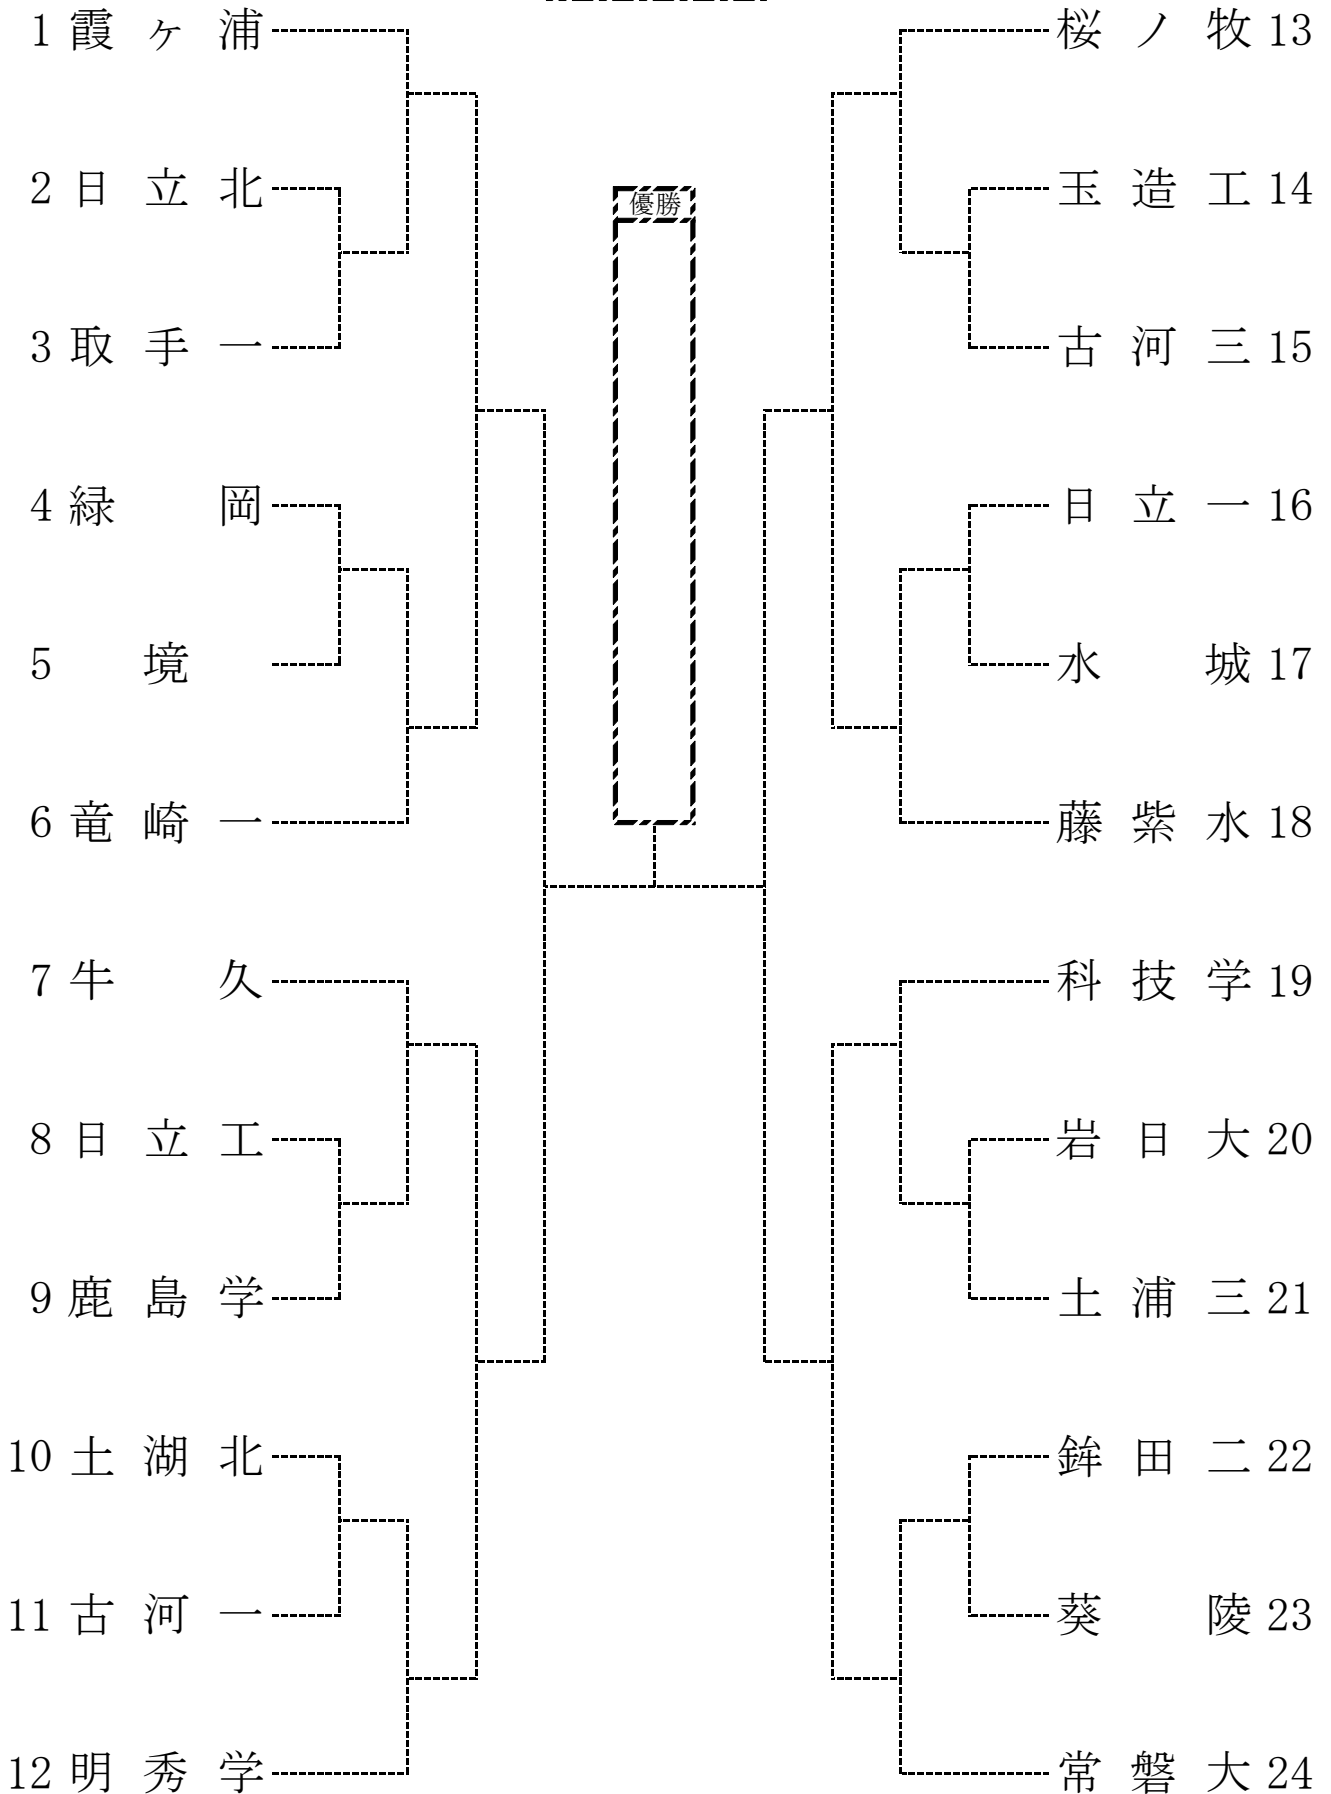 1 霞ヶ浦
2 日立北
3 取手一
4 緑岡
5 境
6 竜崎一
7 牛久
8 日立工
9 鹿島学
10 土湖北
11 古河一
12 明秀学
優勝
桜ノ牧 13
玉造工 14
古河三 15
日立一 16
水城 17
藤紫水 18
科技学 19
岩日大 20
土浦三 21
鉾田二 22
葵陵 23
常磐大 24